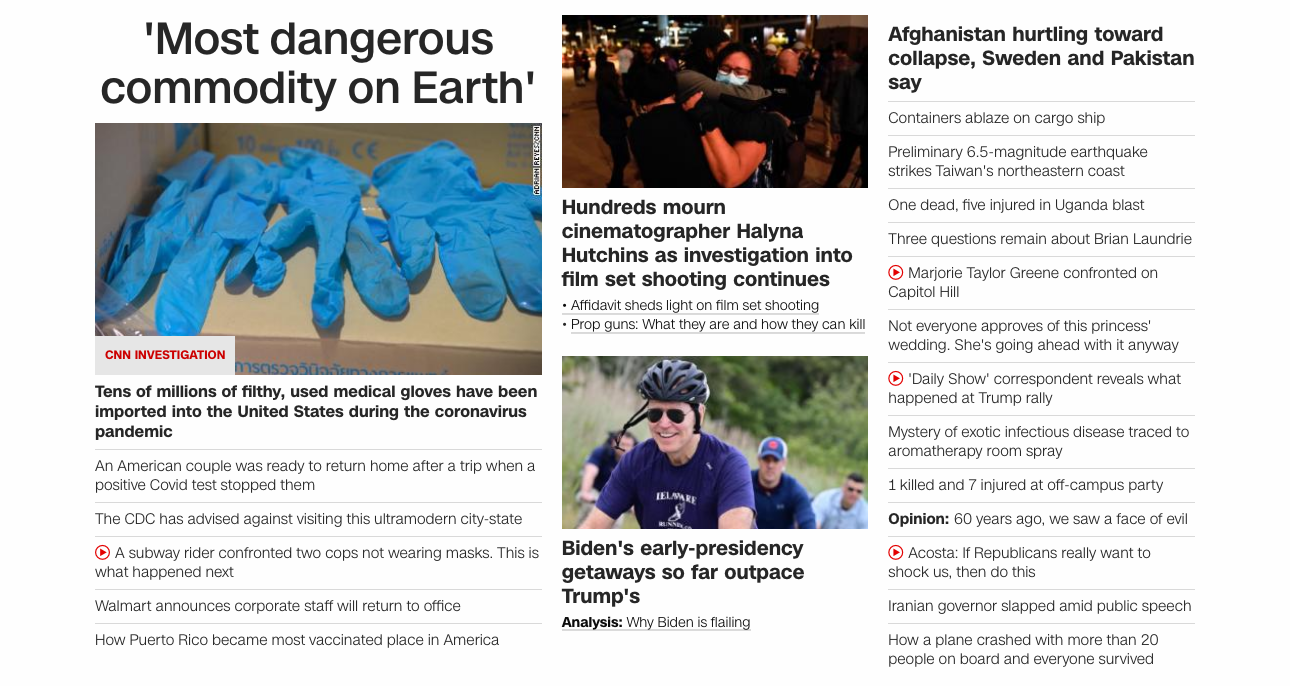 'Most dangerous
commodity on Earth'
10
CE
ADRIAN REYES/CNN
CNN INVESTIGATION
Tens of millions of filthy, used medical gloves have been
imported into the United States during the coronavirus
pandemic
An American couple was ready to return home after a trip when a
positive Covid test stopped them
The CDC has advised against visiting this ultramodern city-state
A subway rider confronted two cops not wearing masks. This is
what happened next
Walmart announces corporate staff will return to office
How Puerto Rico became most vaccinated place in America
Hundreds mourn
cinematographer Halyna
Hutchins as investigation into
film set shooting continues
• Affidavit sheds light on film set shooting
• Prop guns: What they are and how they can kill
Biden's early-presidency
getaways so far outpace
Trump's
Analysis: Why Biden is flailing
Afghanistan hurtling toward
collapse, Sweden and Pakistan
say
Containers ablaze on cargo ship
Preliminary 6.5-magnitude earthquake
strikes Taiwan's northeastern coast
One dead, five injured in Uganda blast
Three questions remain about Brian Laundrie
Marjorie Taylor Greene confronted on
Capitol Hill
Not everyone approves of this princess'
wedding. She's going ahead with it anyway
'Daily Show' correspondent reveals what
happened at Trump rally
Mystery of exotic infectious disease traced to
aromatherapy room spray
1 killed and 7 injured at off-campus party
Opinion: 60 years ago, we saw a face of evil
Acosta: If Republicans really want to
shock us, then do this
Iranian governor slapped amid public speech
How a plane crashed with more than 20
people on board and everyone survived